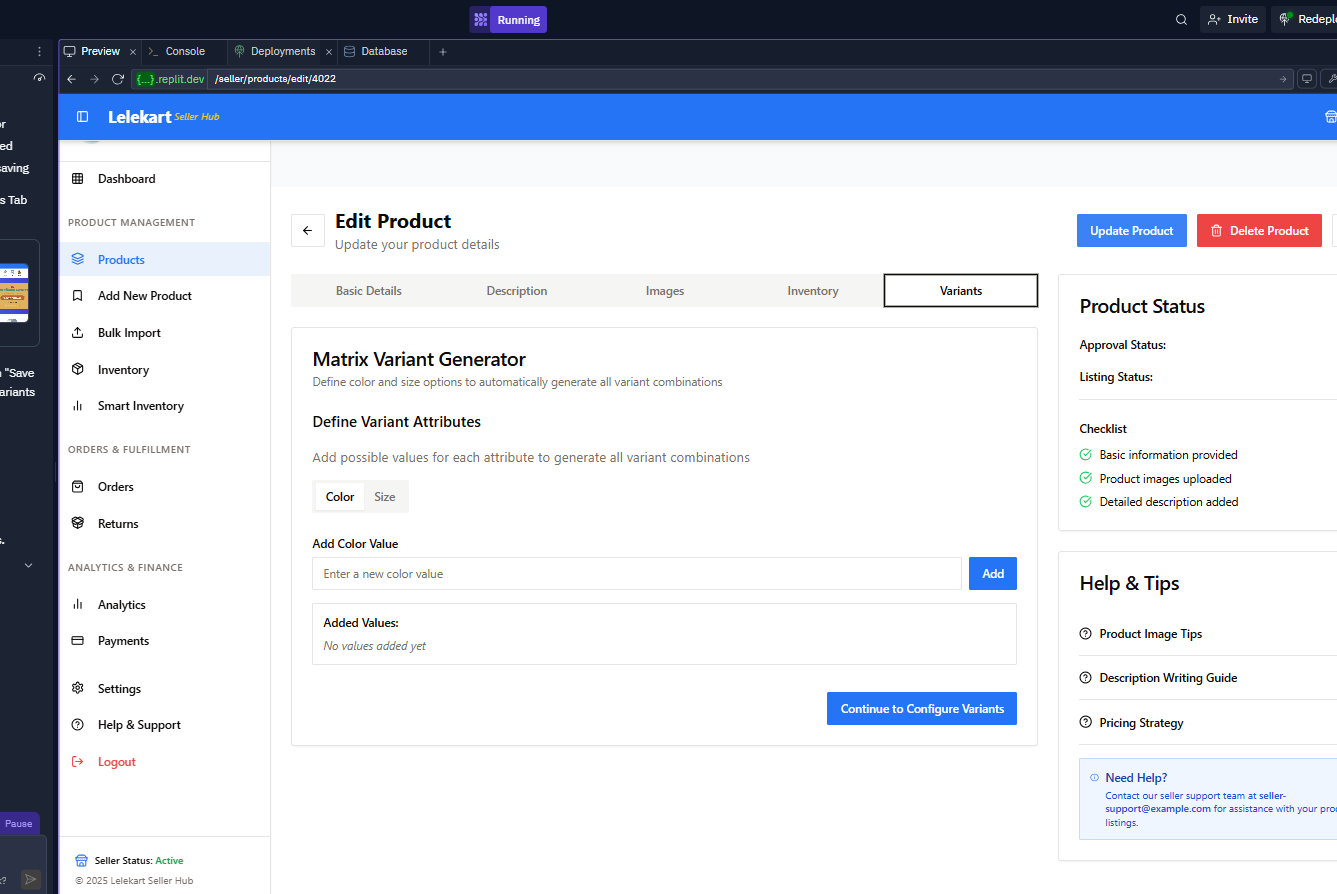 Running
Invite
Preview
Console
Deployments
Database
{...}.replit.dev
/seller/products/edit/4022
saving
s Tab
"Save
Pause
Lelekart Seller Hub
Dashboard
PRODUCT MANAGEMENT
Products
Add New Product
Bulk Import
Inventory
Smart Inventory
ORDERS & FULFILLMENT
Orders
Returns
ANALYTICS & FINANCE
Analytics
Payments
Settings
Help & Support
Logout
Seller Status: Active
© 2025 Lelekart Seller Hub
Edit Product
Update your product details
Update Product
Delete Product
Basic Details
Description
Images
Inventory
Variants
Matrix Variant Generator
Define color and size options to automatically generate all variant combinations
Define Variant Attributes
Add possible values for each attribute to generate all variant combinations
Color
Size
Add Color Value
Enter a new color value
Add
Added Values:
No values added yet
Continue to Configure Variants
Product Status
Approval Status:
Listing Status:
Checklist
Basic information provided
Product images uploaded
Detailed description added
Help & Tips
Product Image Tips
Description Writing Guide
Pricing Strategy
Need Help?
Contact our seller support team at seller-
support@example.com for assistance with your
listings.